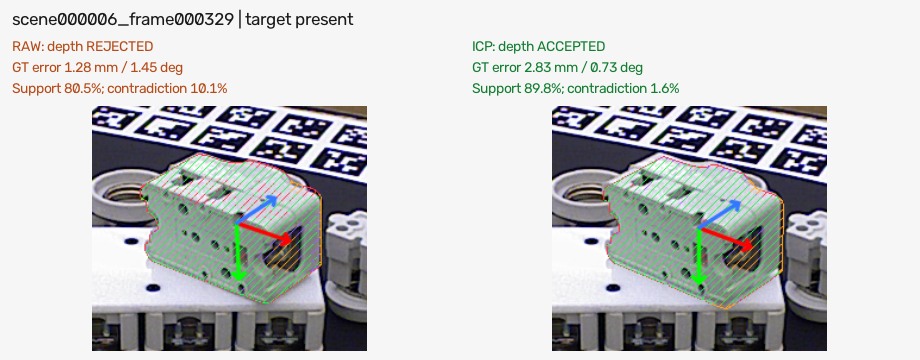 scene000006_frame000329 | target present
RAW: depth REJECTED
GT error 1.28 mm / 1.45 deg
Support 80.5%; contradiction 10.1%
ICP: depth ACCEPTED
GT error 2.83 mm / 0.73 deg
Support 89.8%; contradiction 1.6%